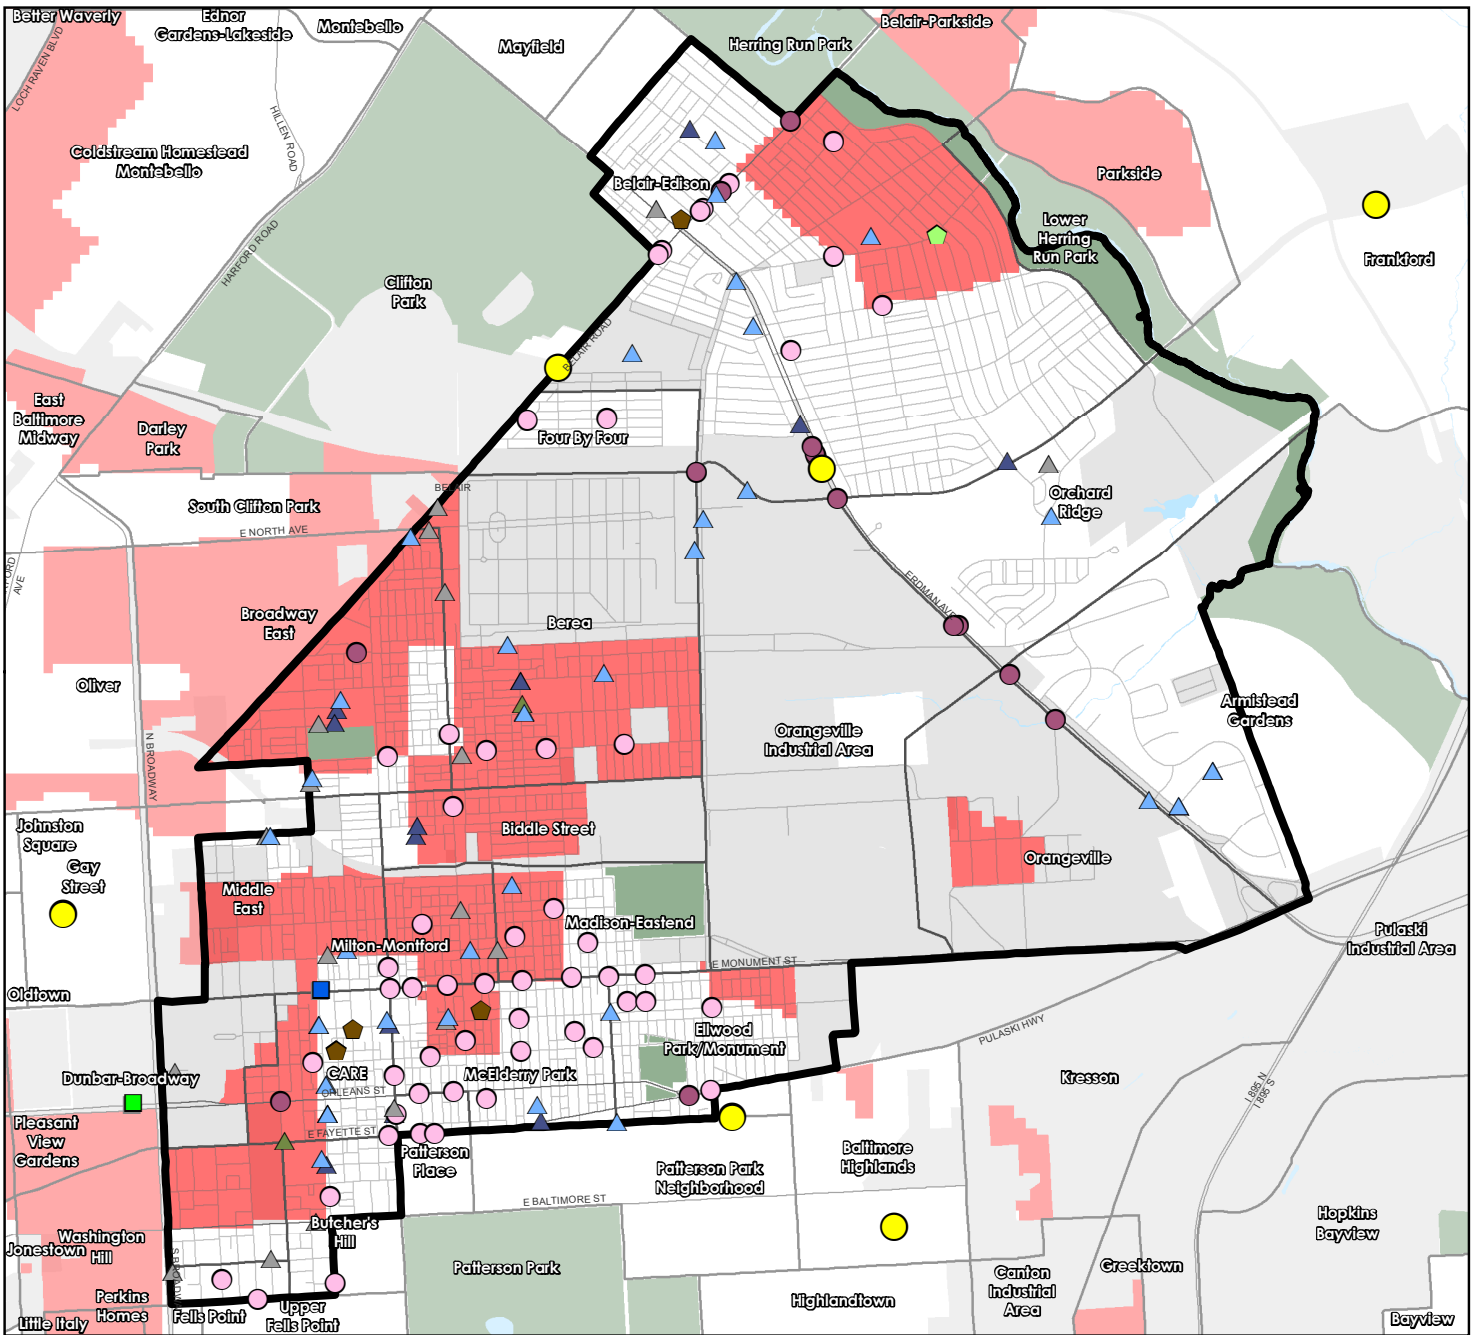 Better Waverly
Ednor
Gardens-Lakeside
Montebello
Mayfield
Herring Run Park
Belair-Parkside
LOCH RAVEN BLVD
HILLEN ROAD
Coldstream Homestead
Montebello
Parkside
Belair-Edison
Lower
Herring
Run Park
Frankford
HARFORD ROAD
Clifton
Park
BELAIR ROAD
East
Baltimore
Midway
Darley
Park
Four By Four
BELAIR
South Clifton Park
Orchard
Ridge
E NORTH AVE
AVE
ERDMAN AVE
Broadway
East
Berea
Oliver
Armistead
Gardens
Orangeville
Industrial Area
N BROADWAY
Johnston
Square
Biddle Street
Gay
Street
Orangeville
Middle
East
Madison-Eastend
Milton-Montford
Pulaski
Industrial Area
E MONUMENT ST
Oldtown
Ellwood
Park/Monument
PULASKI HWY
Dunbar-Broadway
CARE
McElderry Park
Kresson
ORLEANS ST
I 895 N
I 895 S
Pleasant
View
Gardens
E FAYETTE ST
Patterson
Place
Baltimore
Highlands
Patterson Park
Neighborhood
E BALTIMORE ST
Butcher's
Hill
Hopkins
Bayview
Washington
Hill
Jonestown
Patterson Park
Greektown
Canton
Industrial
Area
S BROADWAY
Perkins
Homes
Fells Point
Upper
Fells Point
Highlandtown
Little Italy
Bayview